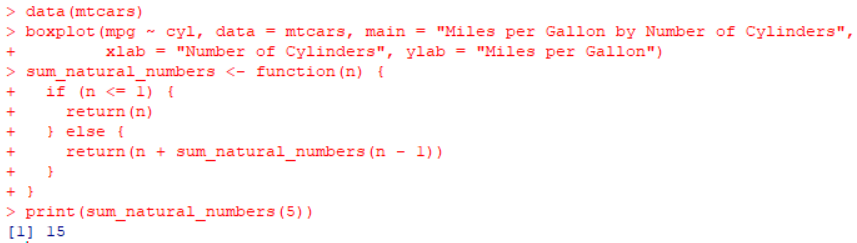 > data(mtcars)
> boxplot(mpg ~ cyl, data = mtcars, main = "Miles per Gallon by Number of Cylinders",
+         xlab = "Number of Cylinders", ylab = "Miles per Gallon")
> sum_natural_numbers <- function(n) {
+   if (n <= 1) {
+     return(n)
+   } else {
+     return(n + sum_natural_numbers(n - 1))
+   }
+ }
> print(sum_natural_numbers(5))
[1] 15